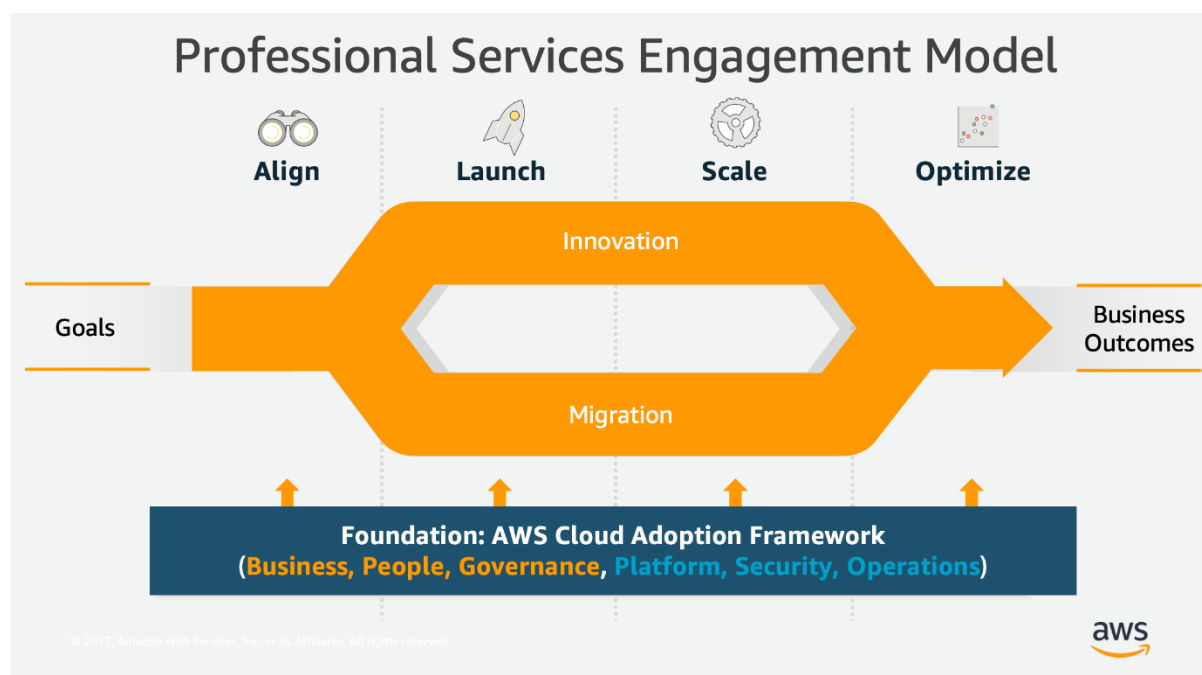 Professional Services Engagement Model
Align
Launch
Scale
Optimize
Innovation
Goals
Business
Outcomes
Migration
Foundation: AWS Cloud Adoption Framework
(Business, People, Governance, Platform, Security, Operations)
© 2017, Amazon Web Services, Inc. or its Affiliates. All rights reserved.
aws